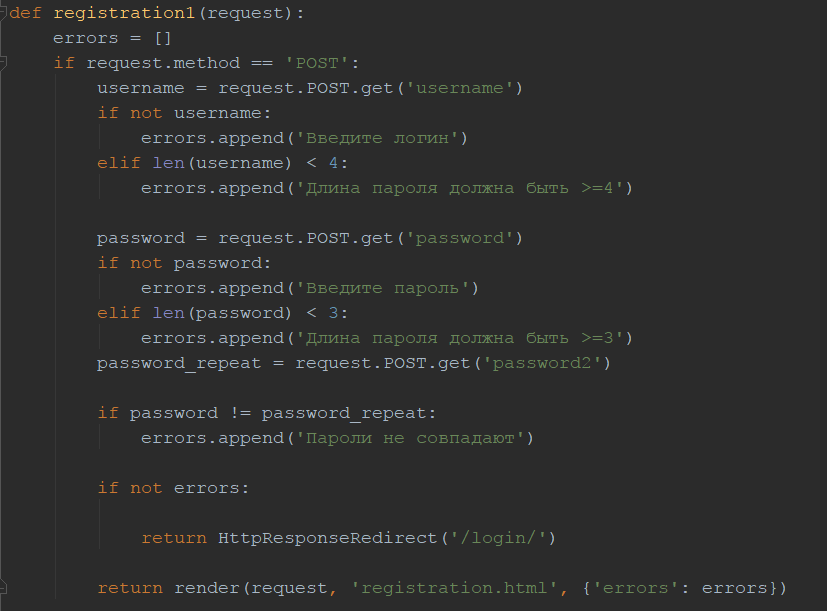 def registration1(request):
    errors = []
    if request.method == 'POST':
        username = request.POST.get('username')
        if not username:
            errors.append('Введите логин')
        elif len(username) < 4:
            errors.append('Длина пароля должна быть >=4')
        password = request.POST.get('password')
        if not password:
            errors.append('Введите пароль')
        elif len(password) < 3:
            errors.append('Длина пароля должна быть >=3')
        password_repeat = request.POST.get('password2')
        if password != password_repeat:
            errors.append('Пароли не совпадают')
        if not errors:
            return HttpResponseRedirect('/login/')
        return render(request, 'registration.html', {'errors': errors})